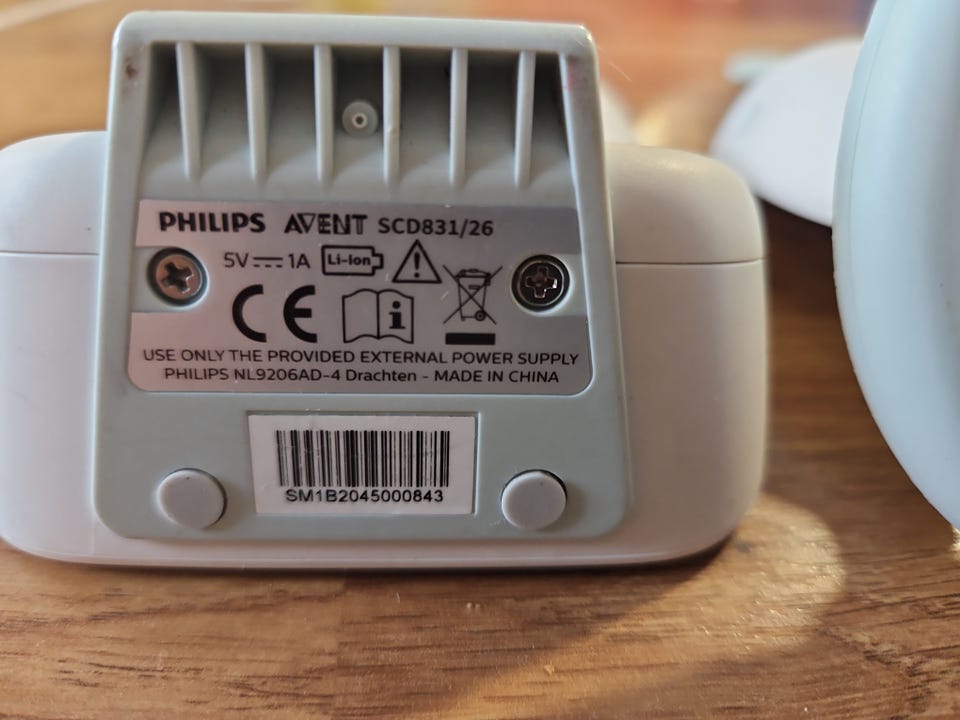 PHILIPS AVENT SCD831/26
5V⎓1A Li-Ion
CE i
USE ONLY THE PROVIDED EXTERNAL POWER SUPPLY
PHILIPS NL9206AD-4 Drachten - MADE IN CHINA
SM1B2045000843